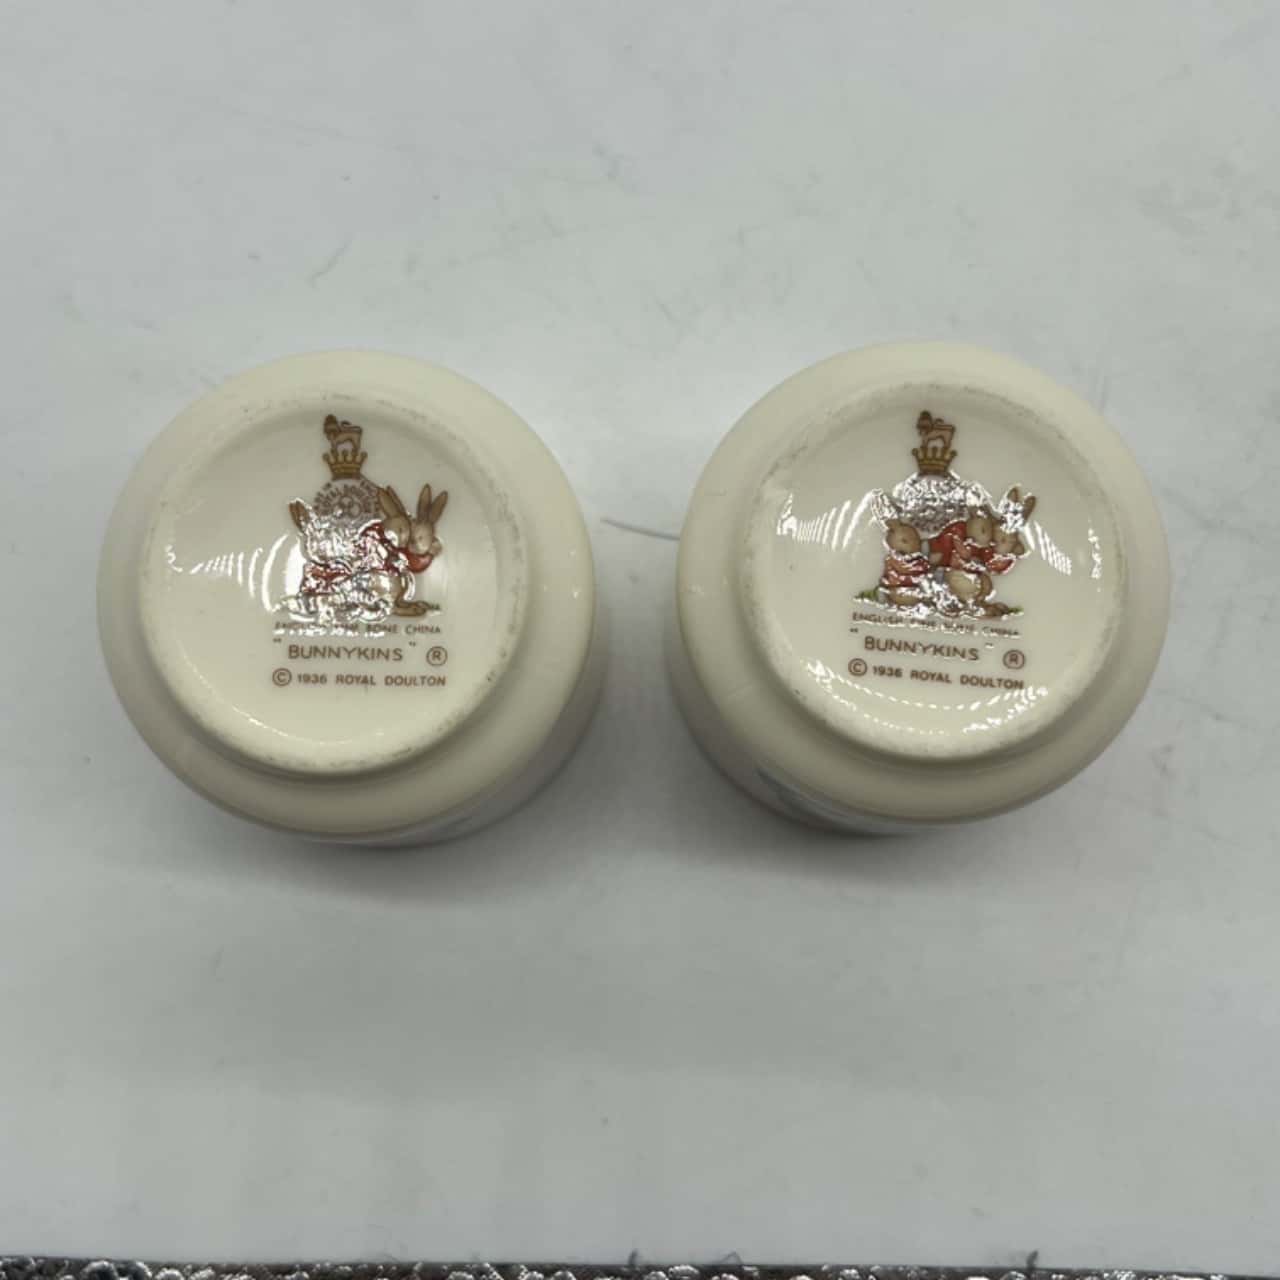 ENGLISH FINE BONE CHINA
"BUNNYKINS" ®
© 1936 ROYAL DOULTON
ENGLISH FINE BONE CHINA
"BUNNYKINS" ®
© 1936 ROYAL DOULTON